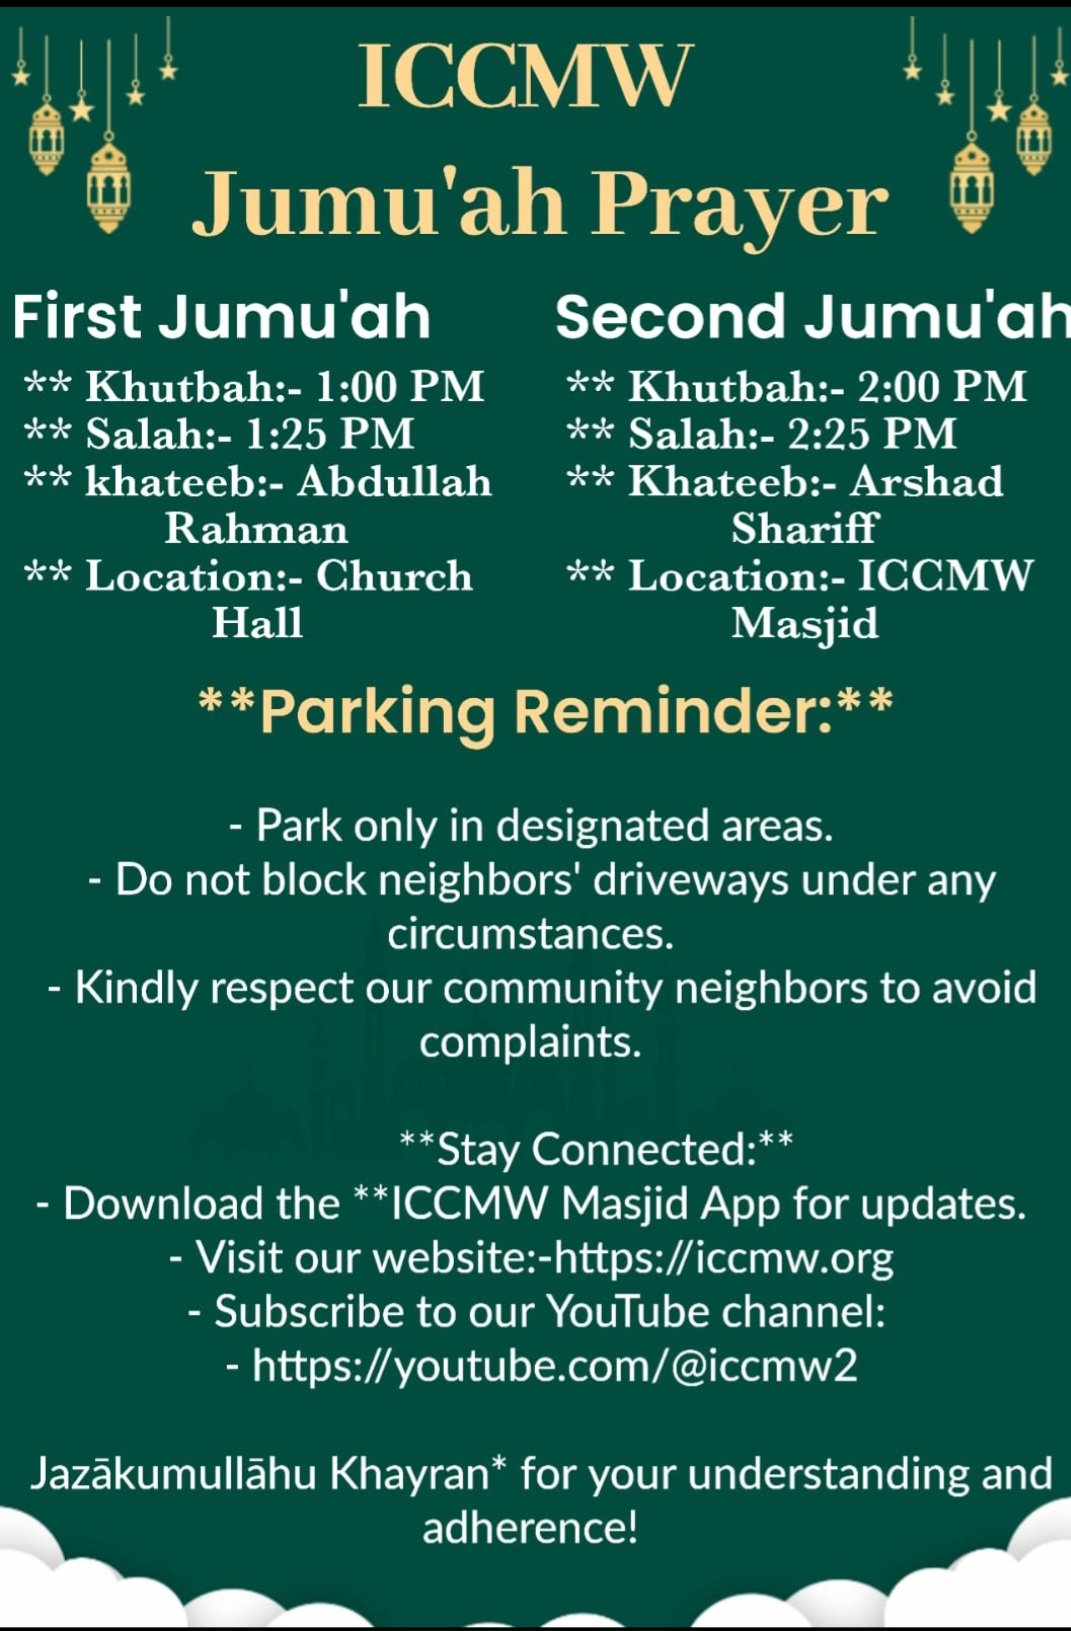 ICCMW
Jumu'ah Prayer
First Jumu'ah
** Khutbah:- 1:00 PM
** Salah:- 1:25 PM
** khateeb:- Abdullah
Rahman
** Location:- Church
Hall
Second Jumu'ah
** Khutbah:- 2:00 PM
** Salah:- 2:25 PM
** Khateeb:- Arshad
Shariff
** Location:- ICCMW
Masjid
**Parking Reminder:**
- Park only in designated areas.
- Do not block neighbors' driveways under any
circumstances.
- Kindly respect our community neighbors to avoid
complaints.
**Stay Connected:**
- Download the **ICCMW Masjid App for updates.
- Visit our website:-https://iccmw.org
- Subscribe to our YouTube channel:
- https://youtube.com/@iccmw2
Jazākumullāhu Khayran* for your understanding and
adherence!